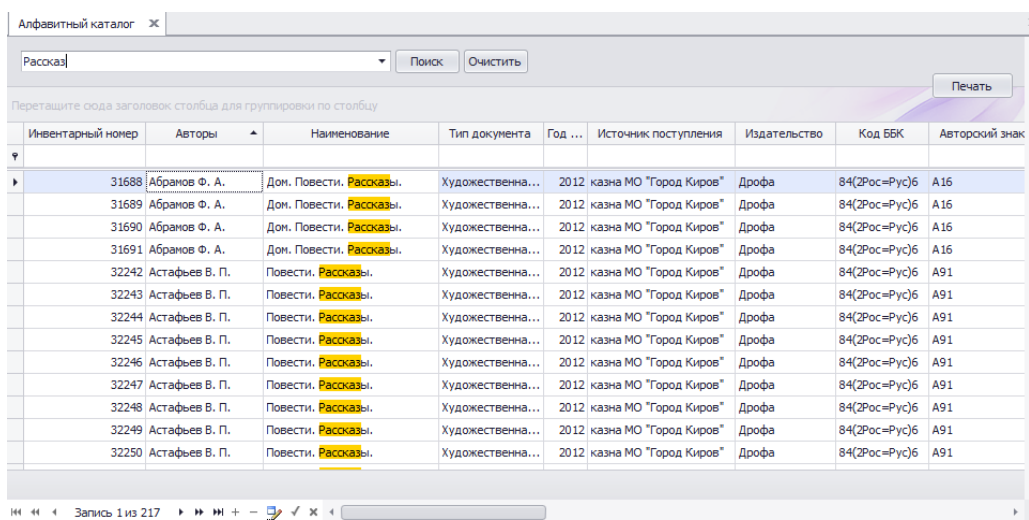 Алфавитный каталог
Рассказ Поиск Очистить
Печать
Перетащите сюда заголовок столбца для группировки по столбцу
Инвентарный номер Авторы Наименование Тип документа Год ... Источник поступления Издательство Код ББК Авторский знак
31688 Абрамов Ф. А. Дом. Повести. Рассказы. Художественна... 2012 казна МО "Город Киров" Дрофа 84(2Рос=Рус)6 А16
31689 Абрамов Ф. А. Дом. Повести. Рассказы. Художественна... 2012 казна МО "Город Киров" Дрофа 84(2Рос=Рус)6 А16
31690 Абрамов Ф. А. Дом. Повести. Рассказы. Художественна... 2012 казна МО "Город Киров" Дрофа 84(2Рос=Рус)6 А16
31691 Абрамов Ф. А. Дом. Повести. Рассказы. Художественна... 2012 казна МО "Город Киров" Дрофа 84(2Рос=Рус)6 А16
32242 Астафьев В. П. Повести. Рассказы. Художественна... 2012 казна МО "Город Киров" Дрофа 84(2Рос=Рус)6 А91
32243 Астафьев В. П. Повести. Рассказы. Художественна... 2012 казна МО "Город Киров" Дрофа 84(2Рос=Рус)6 А91
32244 Астафьев В. П. Повести. Рассказы. Художественна... 2012 казна МО "Город Киров" Дрофа 84(2Рос=Рус)6 А91
32245 Астафьев В. П. Повести. Рассказы. Художественна... 2012 казна МО "Город Киров" Дрофа 84(2Рос=Рус)6 А91
32246 Астафьев В. П. Повести. Рассказы. Художественна... 2012 казна МО "Город Киров" Дрофа 84(2Рос=Рус)6 А91
32247 Астафьев В. П. Повести. Рассказы. Художественна... 2012 казна МО "Город Киров" Дрофа 84(2Рос=Рус)6 А91
32248 Астафьев В. П. Повести. Рассказы. Художественна... 2012 казна МО "Город Киров" Дрофа 84(2Рос=Рус)6 А91
32249 Астафьев В. П. Повести. Рассказы. Художественна... 2012 казна МО "Город Киров" Дрофа 84(2Рос=Рус)6 А91
32250 Астафьев В. П. Повести. Рассказы. Художественна... 2012 казна МО "Город Киров" Дрофа 84(2Рос=Рус)6 А91
Запись 1 из 217